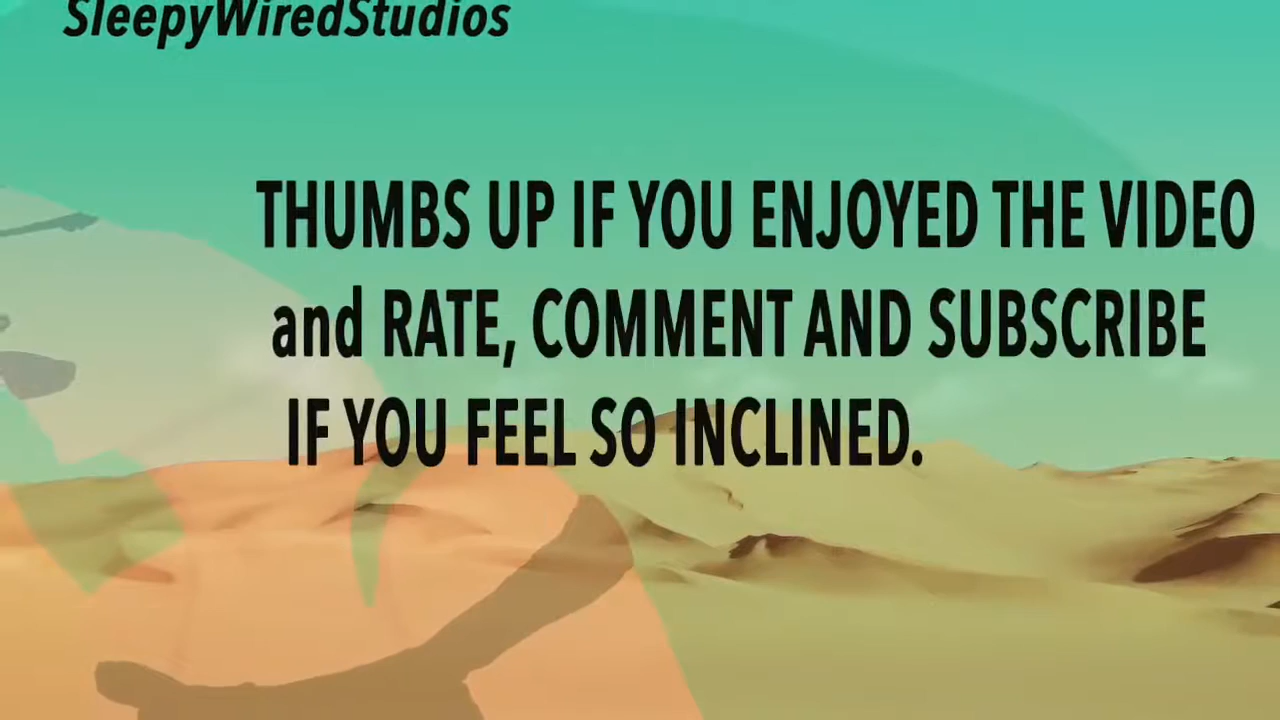 SleepyWiredStudios
THUMBS UP IF YOU ENJOYED THE VIDEO
and RATE, COMMENT AND SUBSCRIBE
IF YOU FEEL SO INCLINED.